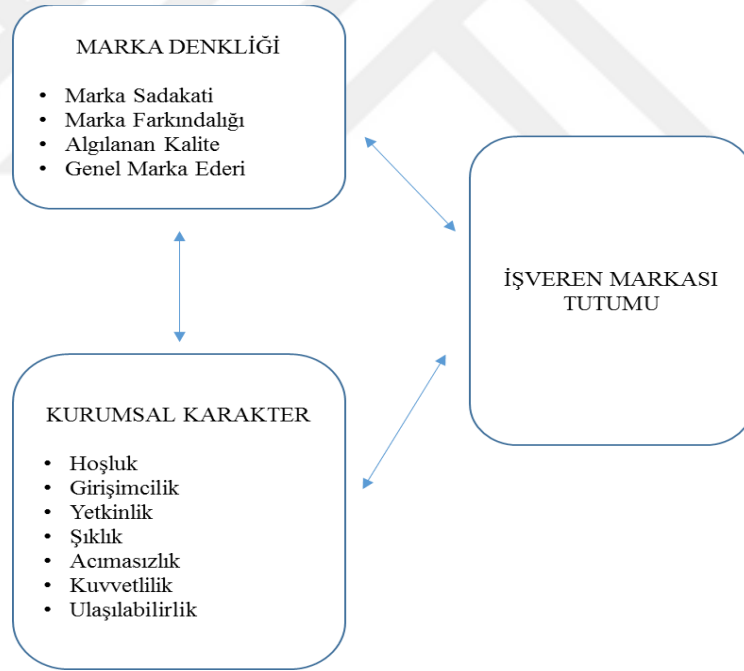 MARKA DENKLİĞİ
• Marka Sadakati
• Marka Farkındalığı
• Algılanan Kalite
• Genel Marka Ederi
İŞVEREN MARKASI
TUTUMU
KURUMSAL KARAKTER
• Hoşluk
• Girişimcilik
• Yetkinlik
• Şıklık
• Acımasızlık
• Kuvvetlilik
• Ulaşılabilirlik